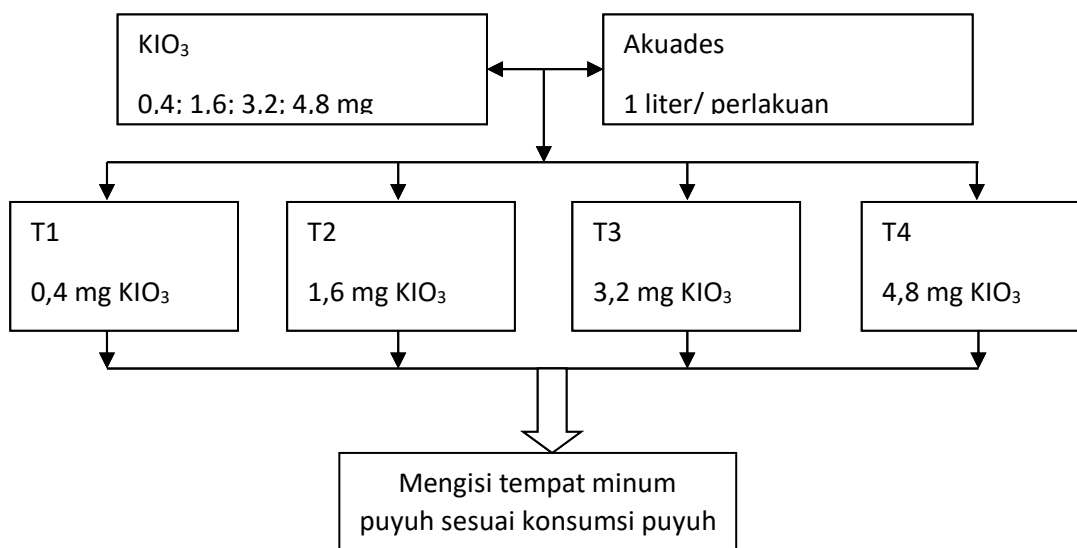 KIO₃
0,4; 1,6; 3,2; 4,8 mg
Akuades
1 liter/ perlakuan
T1
0,4 mg KIO₃
T2
1,6 mg KIO₃
T3
3,2 mg KIO₃
T4
4,8 mg KIO₃
Mengisi tempat minum
puyuh sesuai konsumsi puyuh